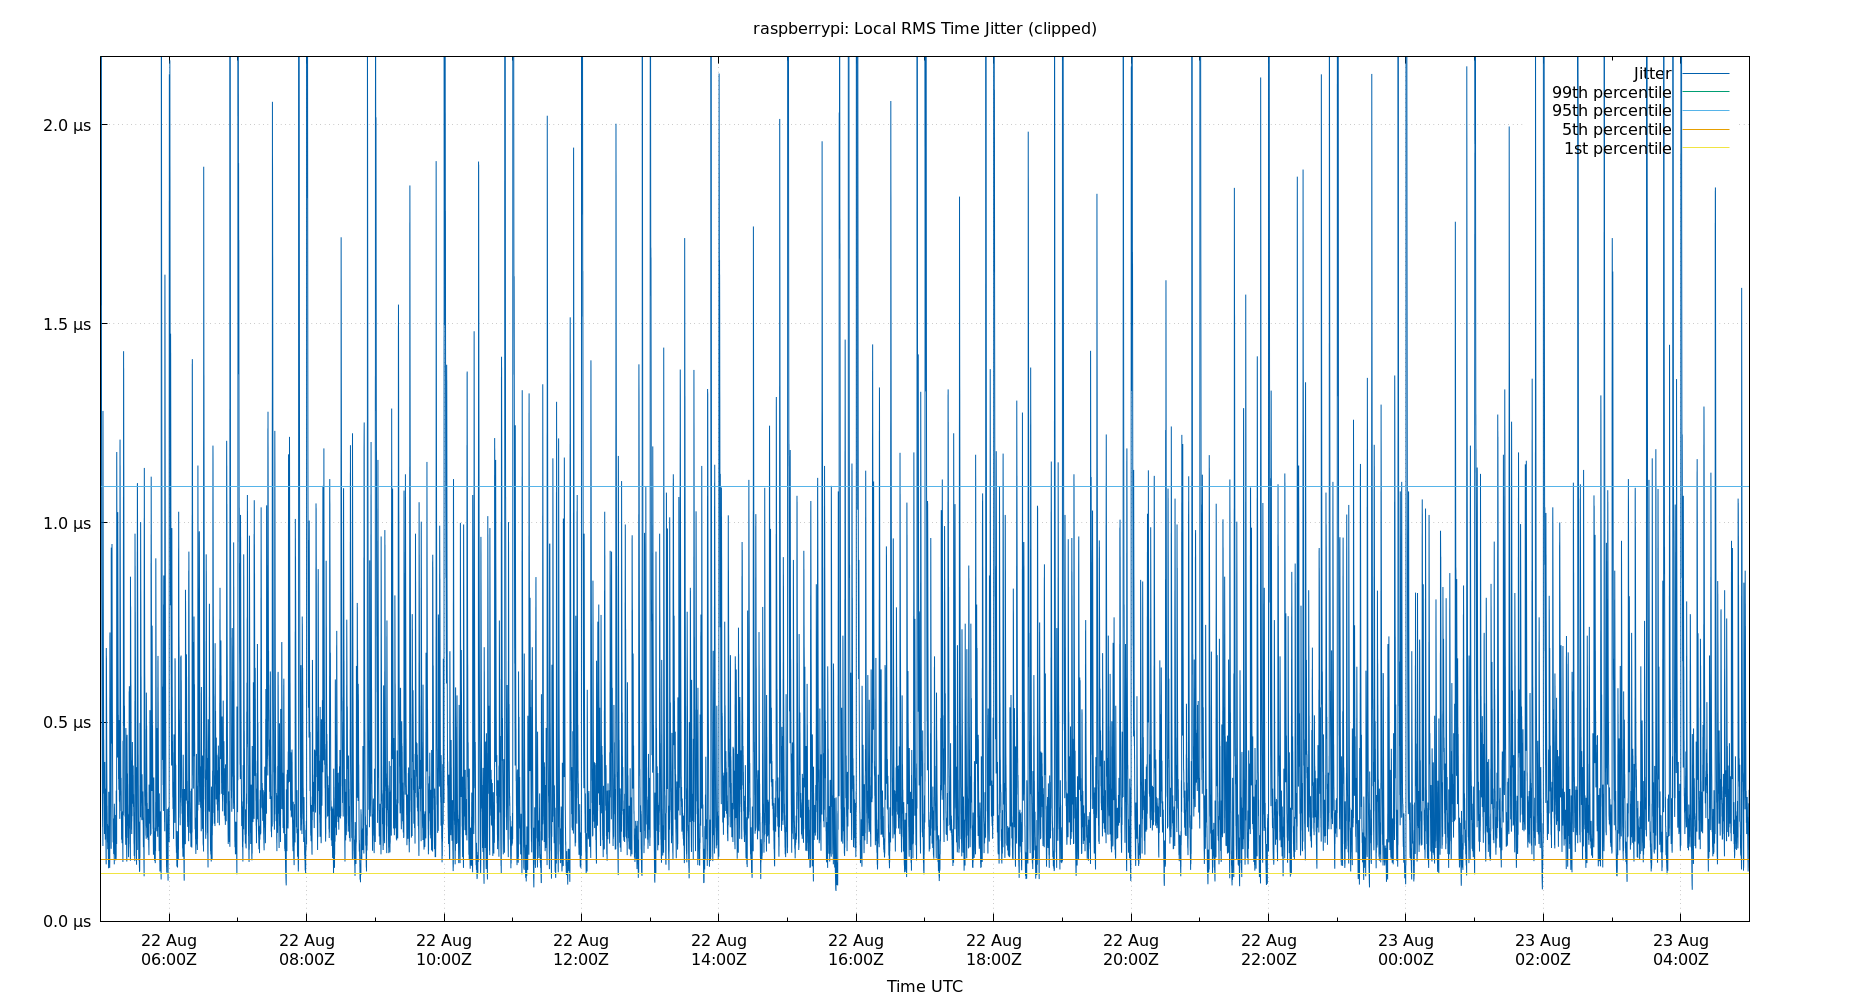 raspberrypi: Local RMS Time Jitter (clipped)
Jitter
99th percentile
95th percentile
5th percentile
1st percentile
2.0 µs
1.5 µs
1.0 µs
0.5 µs
0.0 µs
22 Aug 22 Aug 22 Aug 22 Aug 22 Aug 22 Aug 22 Aug 22 Aug 22 Aug 23 Aug 23 Aug 23 Aug
06:00Z 08:00Z 10:00Z 12:00Z 14:00Z 16:00Z 18:00Z 20:00Z 22:00Z 00:00Z 02:00Z 04:00Z
Time UTC